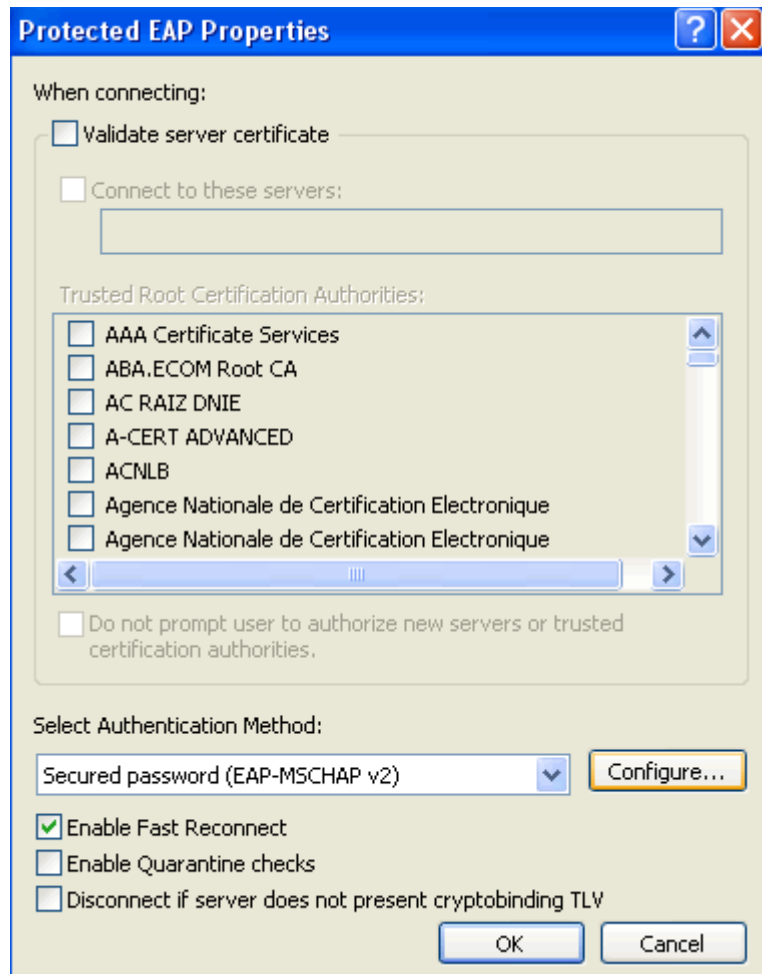 Protected EAP Properties
When connecting:
Validate server certificate
Connect to these servers:
Trusted Root Certification Authorities:
AAA Certificate Services
ABA.ECOM Root CA
AC RAIZ DNIE
A-CERT ADVANCED
ACNLB
Agence Nationale de Certification Electronique
Agence Nationale de Certification Electronique
Do not prompt user to authorize new servers or trusted
certification authorities.
Select Authentication Method:
Secured password (EAP-MSCHAP v2)
Configure...
Enable Fast Reconnect
Enable Quarantine checks
Disconnect if server does not present cryptobinding TLV
OK Cancel